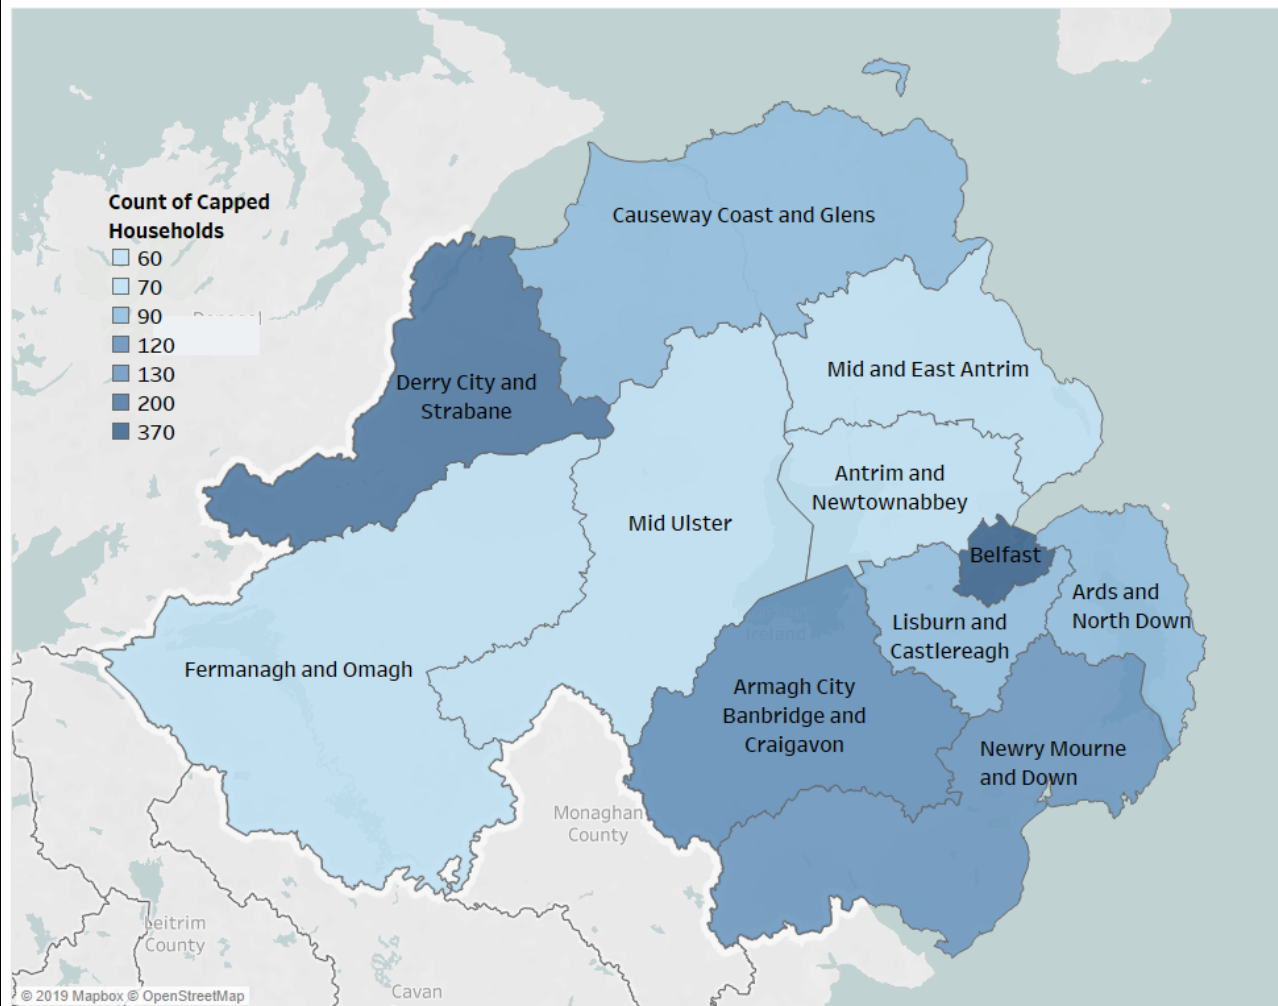 Count of Capped
Households
60
70
90
120
130
200
370
Causeway Coast and Glens
Derry City and
Strabane
Mid and East Antrim
Antrim and
Newtownabbey
Mid Ulster
Belfast
Ards and
North Down
Lisburn and
Castlereagh
Ireland
Fermanagh and Omagh
Armagh City
Banbridge and
Craigavon
Newry Mourne
and Down
Monaghan
County
Leitrim
County
Cavan
© 2019 Mapbox © OpenStreetMap